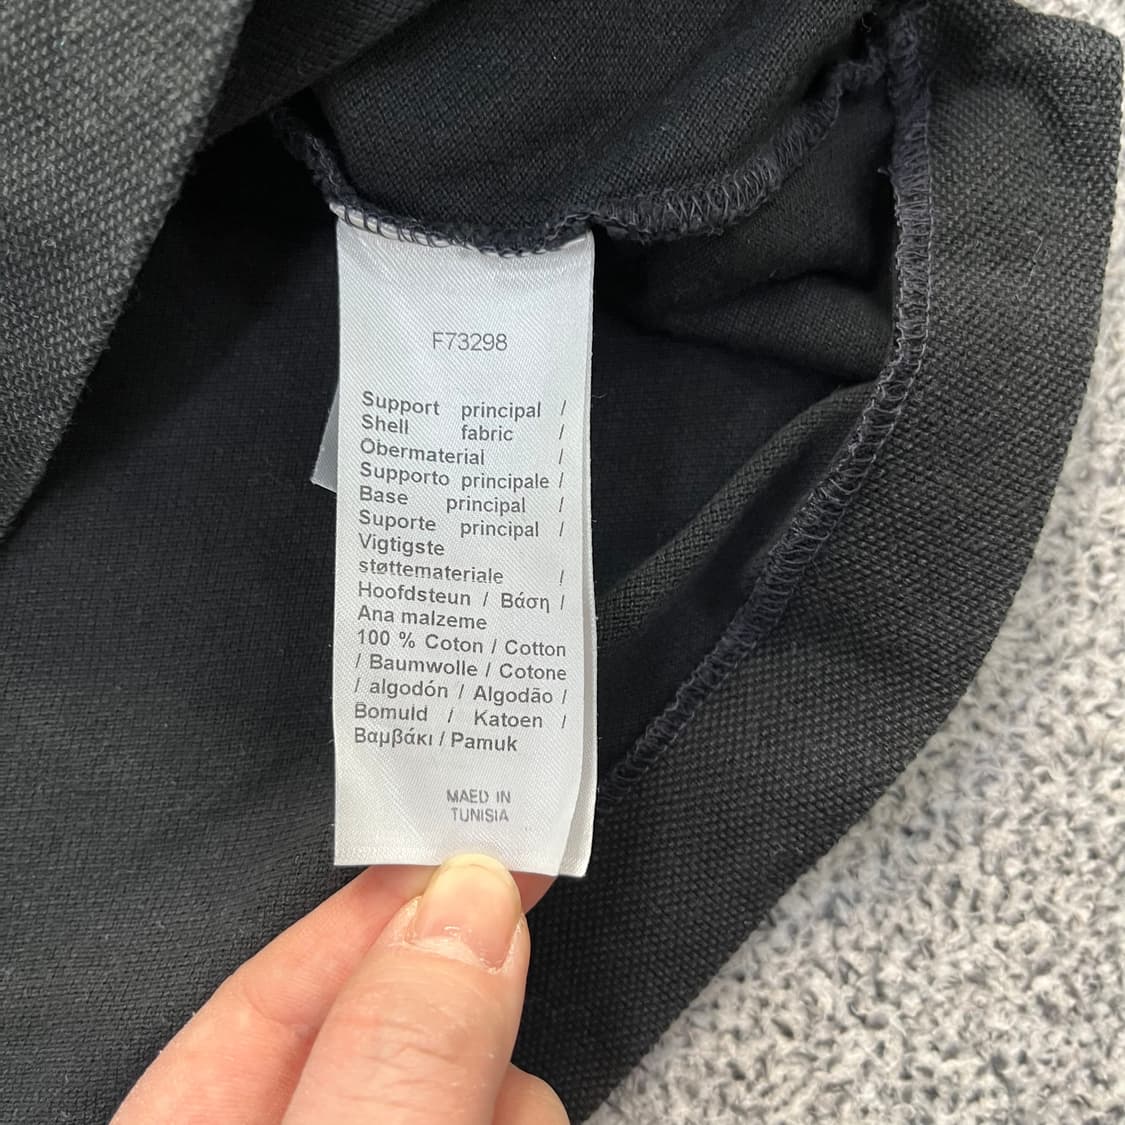 F73298
Support principal /
Shell fabric /
Obermaterial /
Supporto principale /
Base principal /
Suporte principal /
Vigtigste
støttemateriale /
Hoofdsteun / Βάση /
Ana malzeme
100 % Coton / Cotton
/ Baumwolle / Cotone
/ algodón / Algodão /
Bomuld / Katoen /
Βαμβάκι / Pamuk
MAED IN
TUNISIA